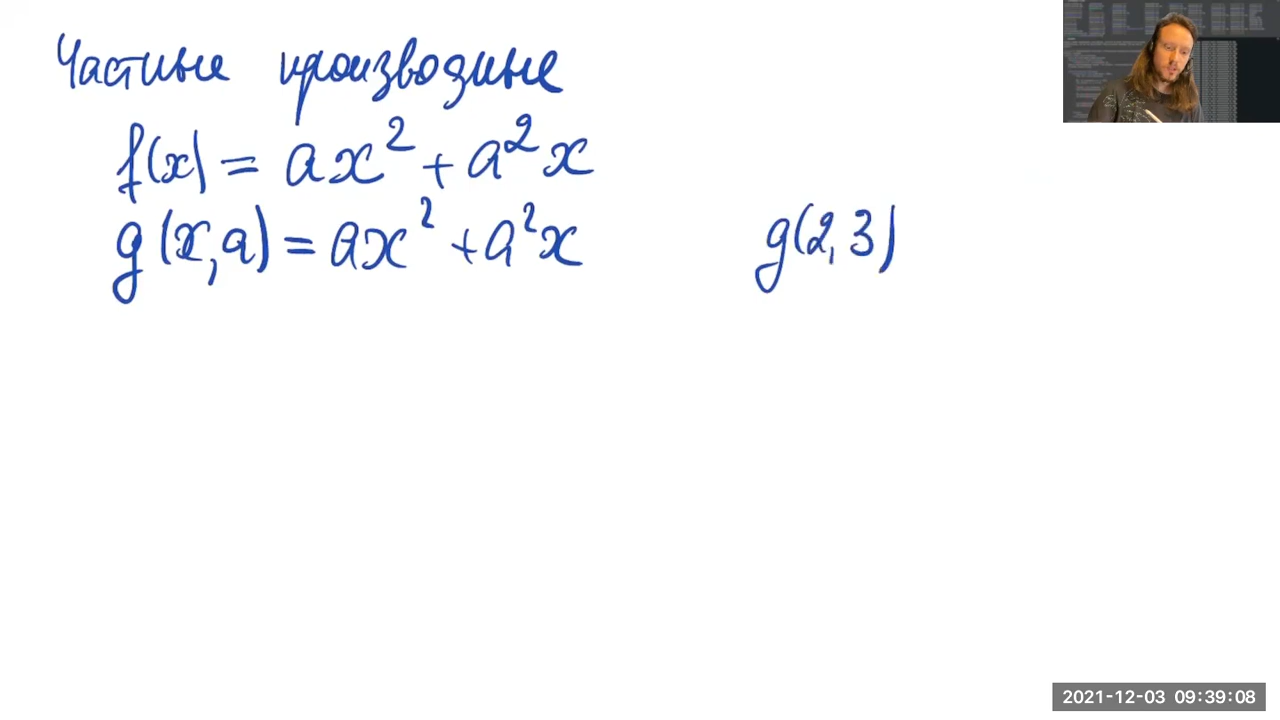 Частные производные
f(x) = ax² + a²x
g(x,a) = ax² + a²x
g(2,3)
2021-12-03 09:39:08